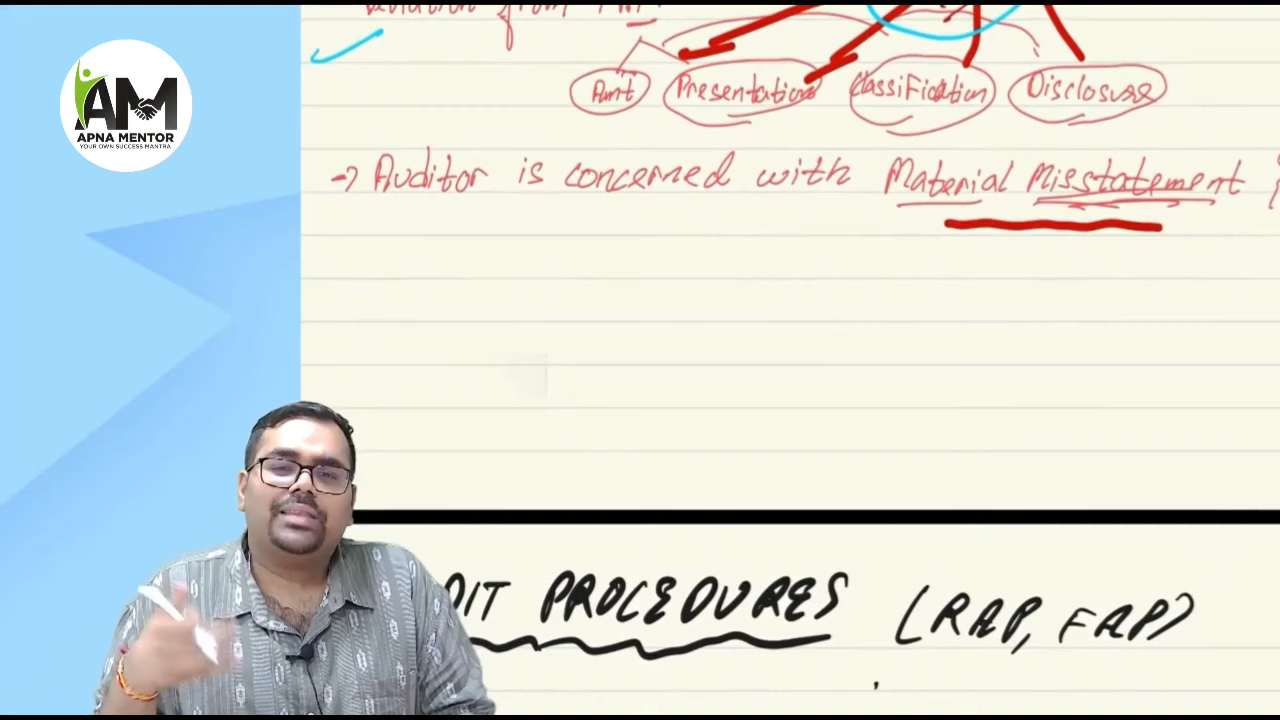 AM
APNA MENTOR
YOUR OWN SUCCESS MANTRA
from
Amt Presentation Classification Disclosure
→ Auditor is concerned with Material Misstatement
DIT PROCEDURES (RAP, FAP)